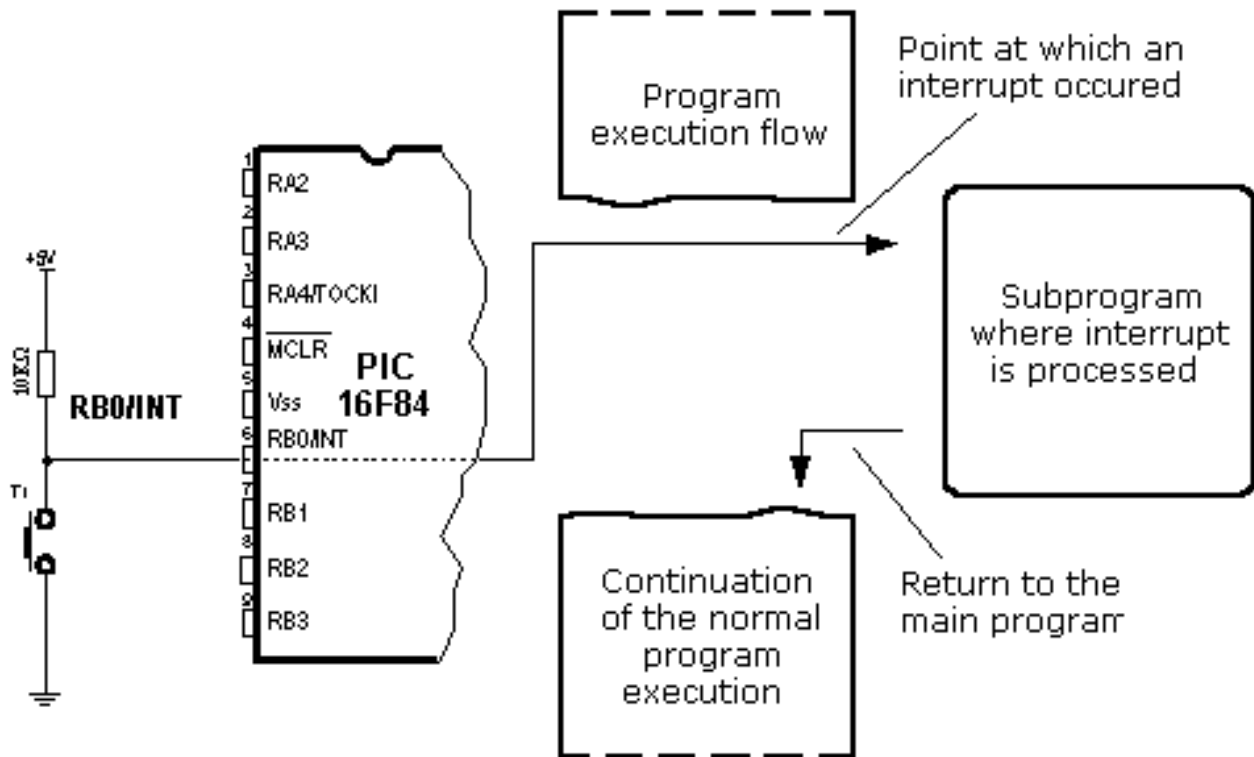 Program
execution flow
Point at which an
interrupt occured
+5V
10KΩ
RB0/INT
T1
1
RA2
2
RA3
3
RA4/TOCKI
4
MCLR
5
Vss
6
RB0/INT
7
RB1
8
RB2
9
RB3
PIC
16F84
Subprogram
where interrupt
is processed
Continuation
of the normal
program
execution
Return to the
main program